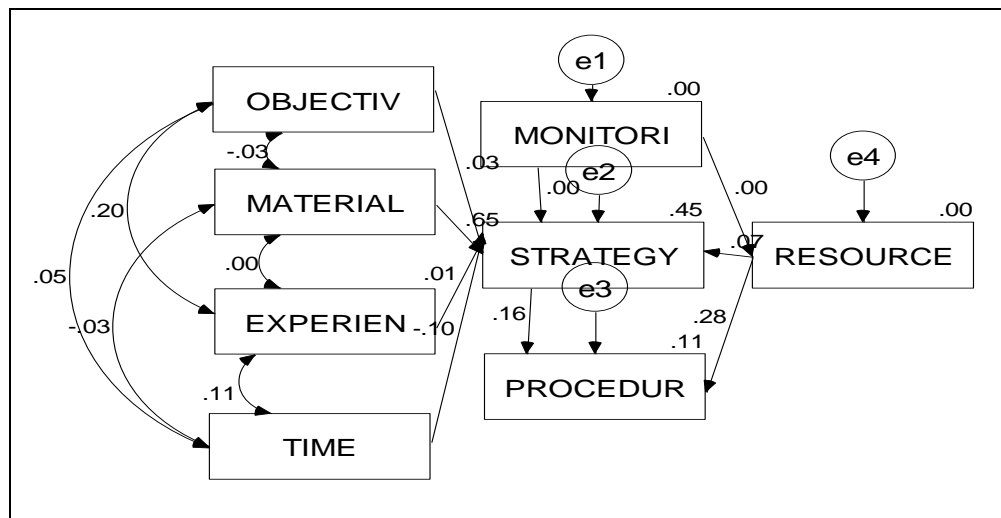 e1
OBJECTIV
.00
MONITORI
-.03
.03
e2
e4
MATERIAL
.00
.00
.20
.65
.45
.00
STRATEGY
.07
RESOURCE
.00
.05
.01
e3
EXPERIEN
-.10
.16
.28
-.03
.11
PROCEDUR
.11
TIME